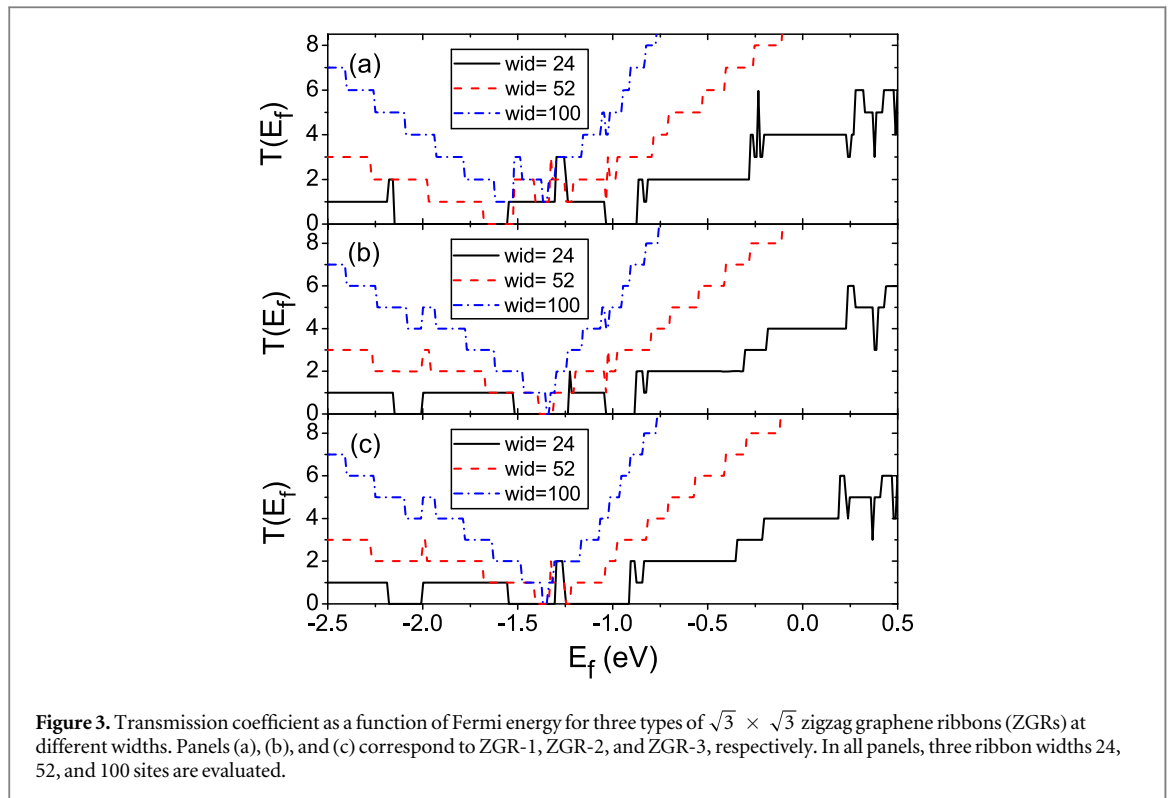 (a)
wid= 24
wid= 52
wid=100
T(E_f)
8
6
4
2
0
(b)
wid= 24
wid= 52
wid=100
T(E_f)
8
6
4
2
0
(c)
wid= 24
wid= 52
wid=100
T(E_f)
8
6
4
2
0
-2.5 -2.0 -1.5 -1.0 -0.5 0.0 0.5
E_f (eV)
Figure 3. Transmission coefficient as a function of Fermi energy for three types of √3 × √3 zigzag graphene ribbons (ZGRs) at
different widths. Panels (a), (b), and (c) correspond to ZGR-1, ZGR-2, and ZGR-3, respectively. In all panels, three ribbon widths 24,
52, and 100 sites are evaluated.